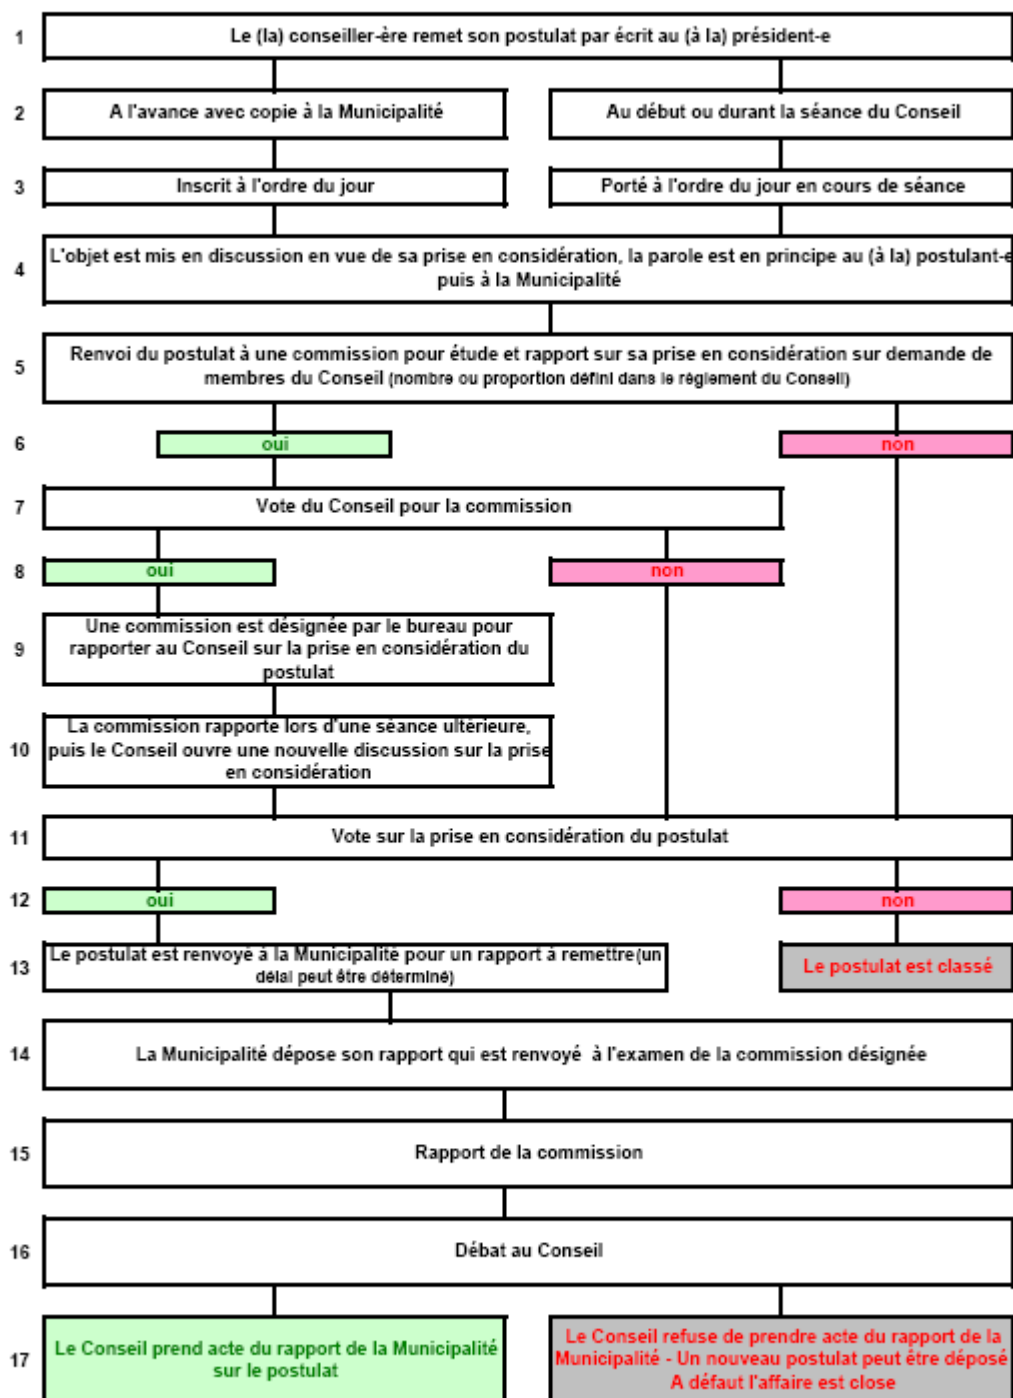 1
Le (la) conseiller-ère remet son postulat par écrit au (à la) président-e
2
A l'avance avec copie à la Municipalité
Au début ou durant la séance du Conseil
3
Inscrit à l'ordre du jour
Porté à l'ordre du jour en cours de séance
4
L'objet est mis en discussion en vue de sa prise en considération, la parole est en principe au (à la) postulant-e
puis à la Municipalité
5
Renvoi du postulat à une commission pour étude et rapport sur sa prise en considération sur demande de
membres du Conseil (nombre ou proportion défini dans le règlement du Conseil)
6
oui
non
7
Vote du Conseil pour la commission
8
oui
non
9
Une commission est désignée par le bureau pour
rapporter au Conseil sur la prise en considération du
postulat
10
La commission rapporte lors d'une séance ultérieure,
puis le Conseil ouvre une nouvelle discussion sur la prise
en considération
11
Vote sur la prise en considération du postulat
12
oui
non
13
Le postulat est renvoyé à la Municipalité pour un rapport à remettre (un
délai peut être déterminé)
Le postulat est classé
14
La Municipalité dépose son rapport qui est renvoyé à l'examen de la commission désignée
15
Rapport de la commission
16
Débat au Conseil
17
Le Conseil prend acte du rapport de la Municipalité
sur le postulat
Le Conseil refuse de prendre acte du rapport de la
Municipalité - Un nouveau postulat peut être déposé
A défaut l'affaire est close